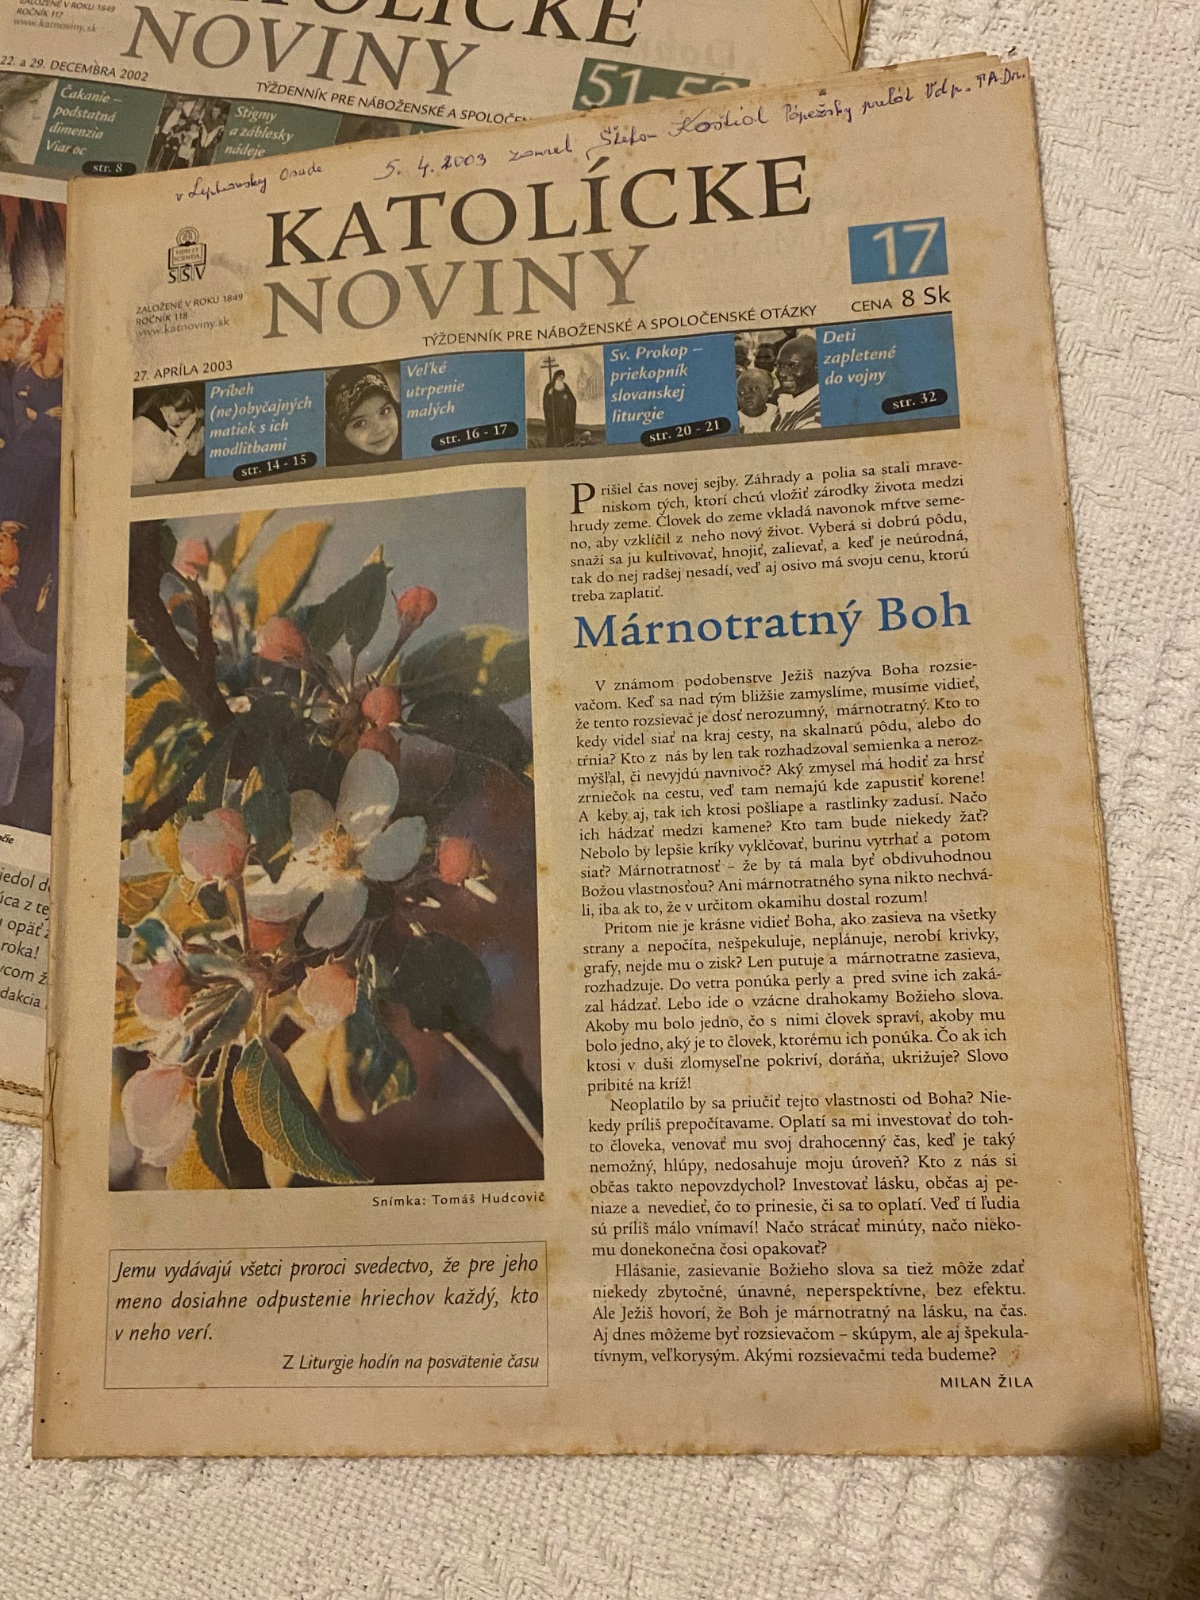 ZALOŽENÉ V ROKU 1849
ROČNÍK 117
www.katnoviny.sk
NOVINY
22. a 29. DECEMBRA 2002
TÝŽDENNÍK PRE NÁBOŽENSKÉ A
51-52
Čakanie –
podstatná
dimenzia
Viac
str. 8
Stigmy
a záblesky
nádeje
5. 4. 2003 zomrel Štefan Koštial Pápežský prelát Vdp.
KATOLÍCKE
NOVINY
SSV
ZALOŽENÉ V ROKU 1849
ROČNÍK 118
www.katnoviny.sk
17
CENA 8 Sk
TÝŽDENNÍK PRE NÁBOŽENSKÉ A SPOLOČENSKÉ OTÁZKY
27. APRÍLA 2003
Príbeh
(ne)obyčajných
matiek s ich
modlitbami
str. 14 - 15
Veľké
utrpenie
malých
str. 16 - 17
Sv. Prokop –
priekopník
slovanskej
liturgie
str. 20 - 21
Deti
zapletené
do vojny
str. 32
Prišiel čas novej sejby. Záhrady a polia sa stali mrave-
niskom tých, ktorí chcú vložiť zárodky života medzi
hrudy zeme. Človek do zeme vkladá navonok mŕtve seme-
no, aby vzklíčil z neho nový život. Vyberá si dobrú pôdu,
snaží sa ju kultivovať, hnojiť, zalievať, a keď je neúrodná,
tak do nej radšej nesadí, veď aj osivo má svoju cenu, ktorú
treba zaplatiť.
Márnotratný Boh
V známom podobenstve Ježiš nazýva Boha rozsie-
vačom. Keď sa nad tým bližšie zamyslíme, musíme vidieť,
že tento rozsievač je dosť nerozumný, márnotratný. Kto to
kedy videl siať na kraj cesty, na skalnatú pôdu, alebo do
tŕnia? Kto z nás by len tak rozhadzoval semienka a neroz-
mýšľal, či nevyjdú navnivoč? Aký zmysel má hodiť za hrsť
zrniečok na cestu, veď tam nemajú kde zapustiť korene!
A keby aj, tak ich ktosi pošliape a rastlinky zadusí. Načo
ich hádzať medzi kamene? Kto tam bude niekedy žať?
Nebolo by lepšie kríky vykĺčovať, burinu vytrhať a potom
siať? Márnotratnosť – že by tá mala byť obdivuhodnou
Božou vlastnosťou? Ani márnotratného syna nikto nechvá-
li, iba ak to, že v určitom okamihu dostal rozum!
Pritom nie je krásne vidieť Boha, ako zasieva na všetky
strany a nepočíta, nešpekuluje, neplánuje, nerobí krivky,
grafy, nejde mu o zisk? Len putuje a márnotratne zasieva,
rozhadzuje. Do vetra ponúka perly a pred svine ich zaká-
zal hádzať. Lebo ide o vzácne drahokamy Božieho slova.
Akoby mu bolo jedno, čo s nimi človek spraví, akoby mu
bolo jedno, aký je to človek, ktorému ich ponúka. Čo ak ich
ktosi v duši zlomyseľne pokriví, doráňa, ukrižuje? Slovo
pribité na kríž!
Neoplatilo by sa priučiť tejto vlastnosti od Boha? Nie-
kedy príliš prepočítavame. Oplatí sa mi investovať do toh-
to človeka, venovať mu svoj drahocenný čas, keď je taký
nemožný, hlúpy, nedosahuje moju úroveň? Kto z nás si
občas takto nepovzdychol? Investovať lásku, občas aj pe-
niaze a nevedieť, čo to prinesie, či sa to oplatí. Veď tí ľudia
sú príliš málo vnímaví! Načo strácať minúty, načo nieko-
mu donekonečna čosi opakovať?
Hlásanie, zasievanie Božieho slova sa tiež môže zdať
niekedy zbytočné, únavné, neperspektívne, bez efektu.
Ale Ježiš hovorí, že Boh je márnotratný na lásku, na čas.
Aj dnes môžeme byť rozsievačom – skúpym, ale aj špekula-
tívnym, veľkorysým. Akými rozsievačmi teda budeme?
MILAN ŽILA
Snímka: Tomáš Hudcovič
Jemu vydávajú všetci proroci svedectvo, že pre jeho
meno dosiahne odpustenie hriechov každý, kto
v neho verí.
Z Liturgie hodín na posvätenie času